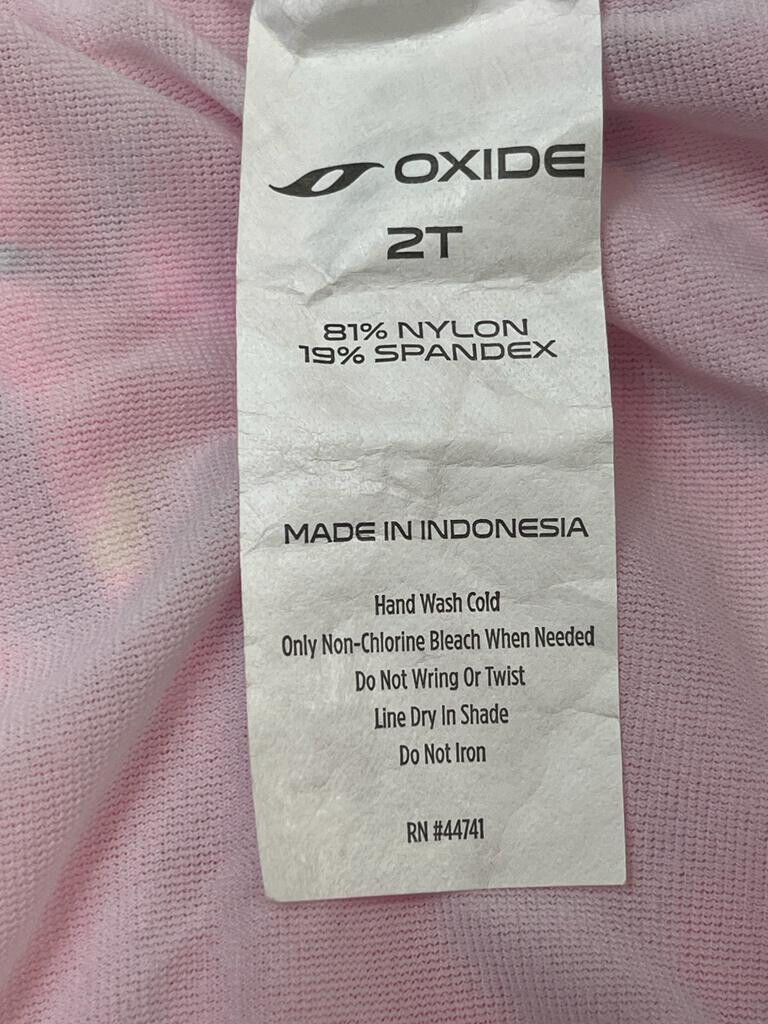 OXIDE
2T
81% NYLON
19% SPANDEX
MADE IN INDONESIA
Hand Wash Cold
Only Non-Chlorine Bleach When Needed
Do Not Wring Or Twist
Line Dry In Shade
Do Not Iron
RN #44741